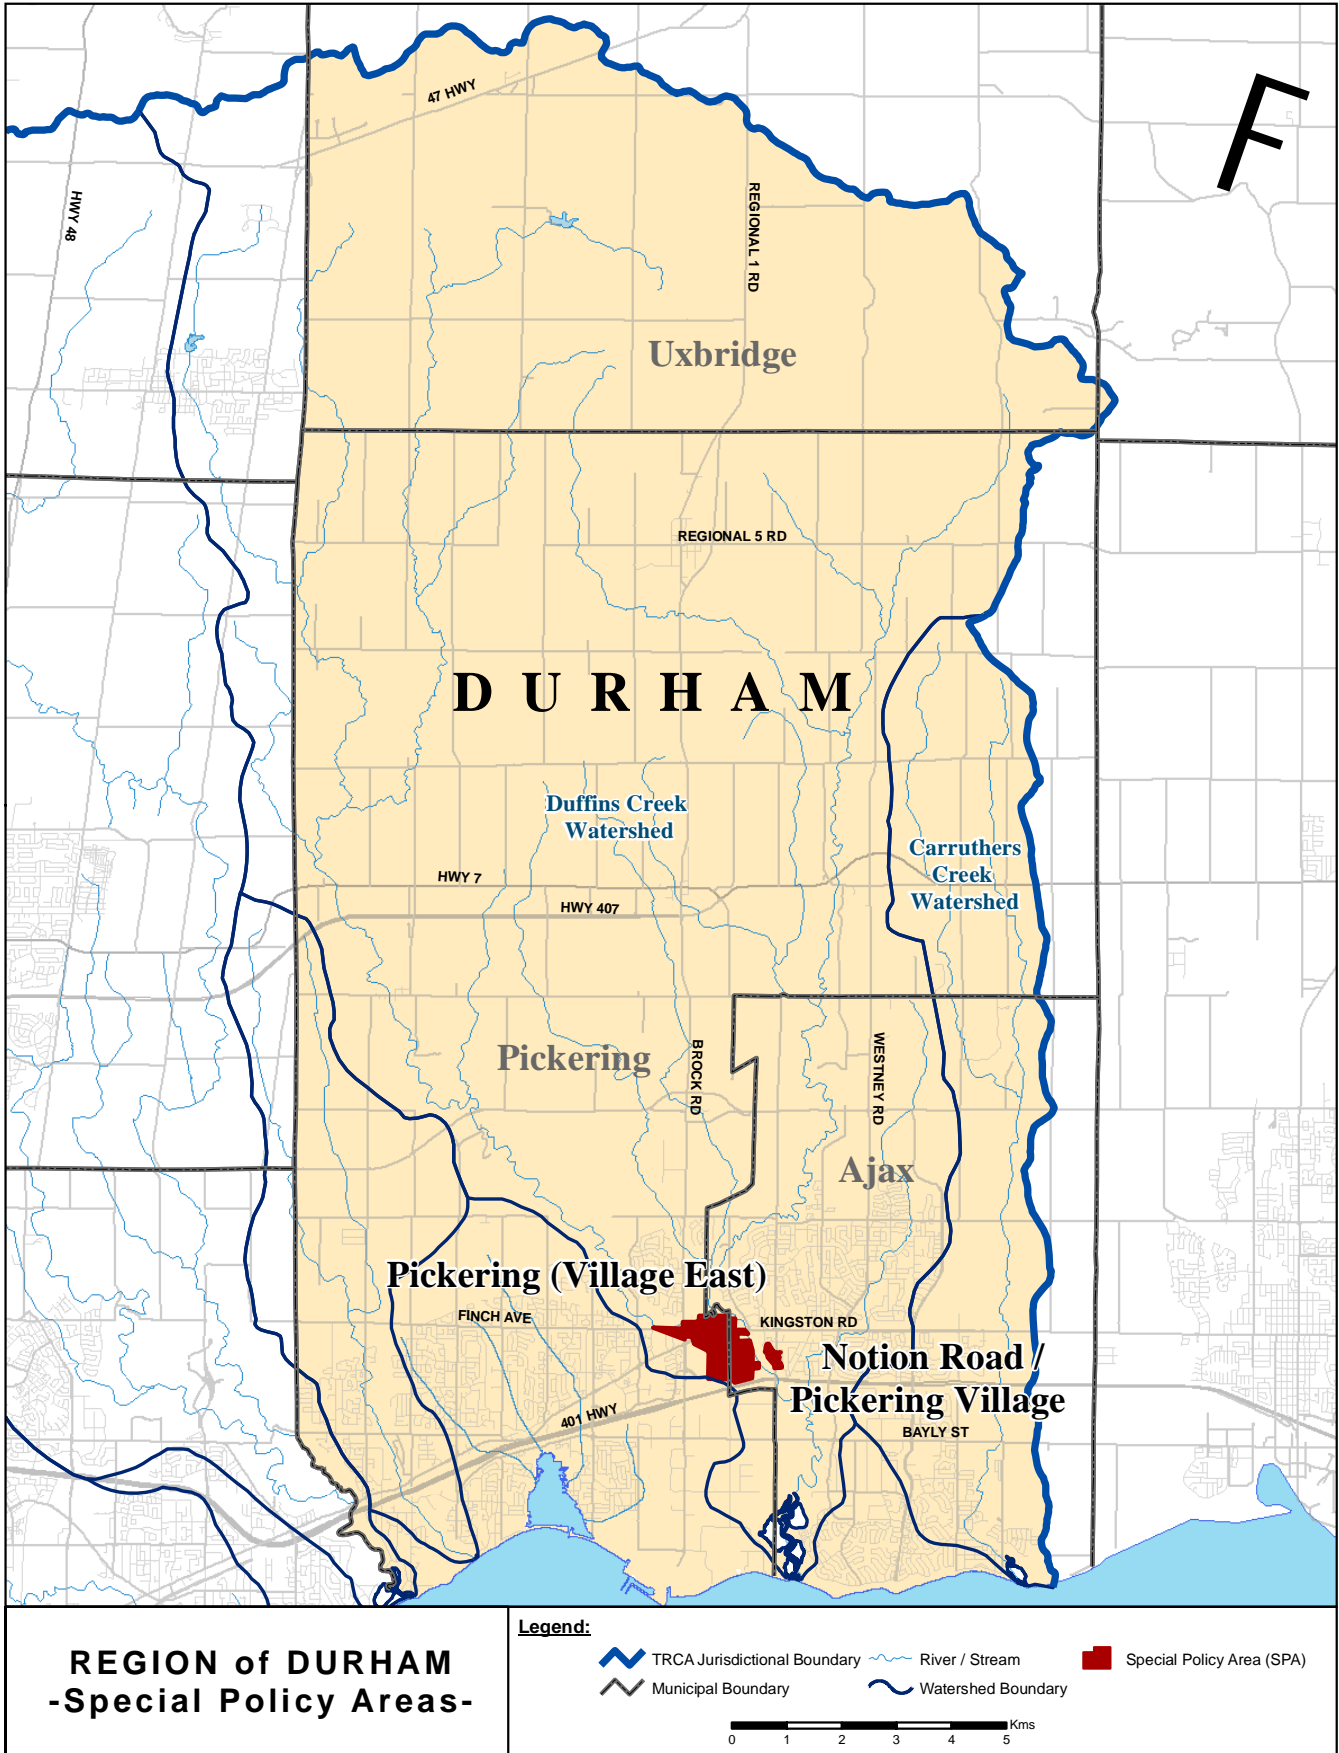 47 HWY
HWY 48
REGIONAL 1 RD
Uxbridge
REGIONAL 5 RD
DURHAM
Duffins Creek
Watershed
Carruthers
Creek
Watershed
HWY 7
HWY 407
Pickering
BROCK RD
WESTNEY RD
Ajax
Pickering (Village East)
FINCH AVE
KINGSTON RD
Notion Road /
Pickering Village
401 HWY
BAYLY ST
REGION of DURHAM
-Special Policy Areas-
Legend:
TRCA Jurisdictional Boundary
River / Stream
Special Policy Area (SPA)
Municipal Boundary
Watershed Boundary
Kms
0 1 2 3 4 5
F